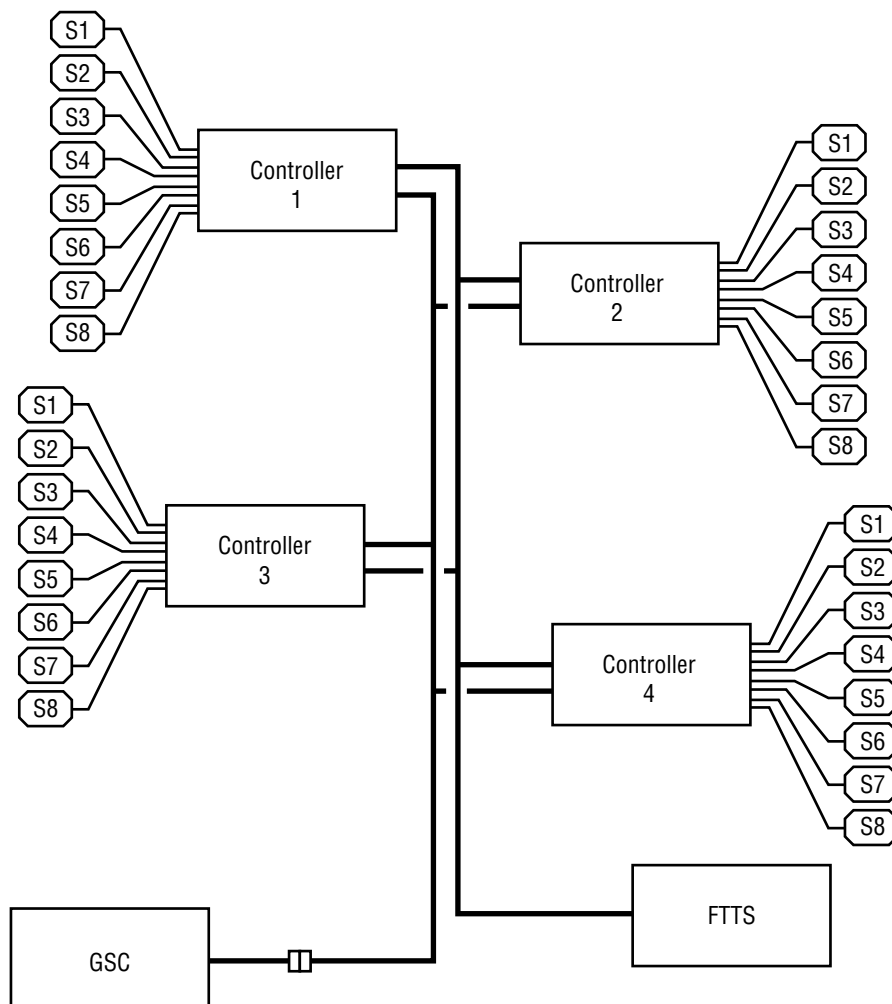 S1
S2
S3
S4
S5
S6
S7
S8
Controller
1
S1
S2
S3
S4
S5
S6
S7
S8
Controller
2
S1
S2
S3
S4
S5
S6
S7
S8
Controller
3
S1
S2
S3
S4
S5
S6
S7
S8
Controller
4
GSC
FTTS